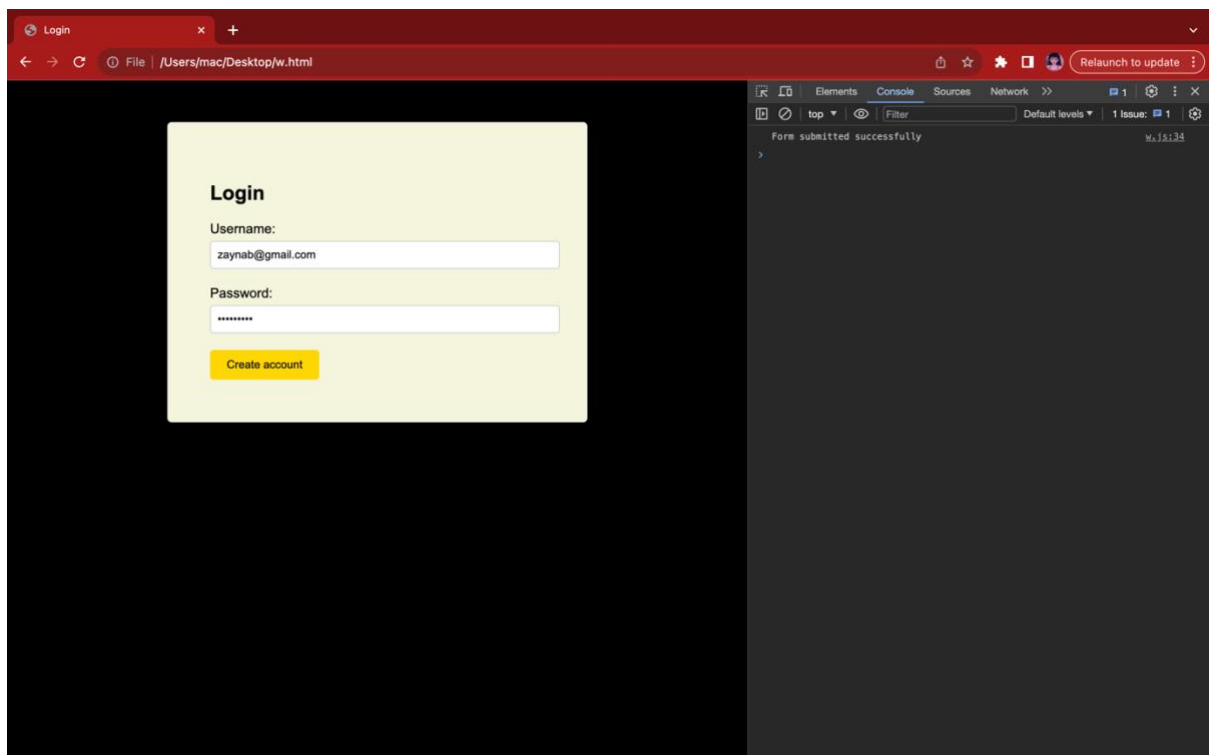 Login
File | /Users/mac/Desktop/w.html
Relaunch to update
Elements Console Sources Network 1
top Filter Default levels 1 Issue: 1
Form submitted successfully w.js:34
Login
Username:
zaynab@gmail.com
Password:
•••••••••
Create account